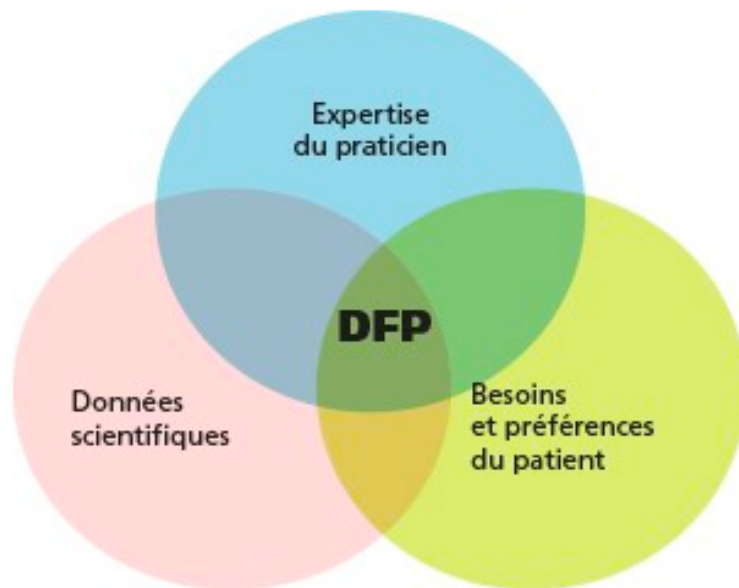 Expertise
du praticien
DFP
Données
scientifiques
Besoins
et préférences
du patient